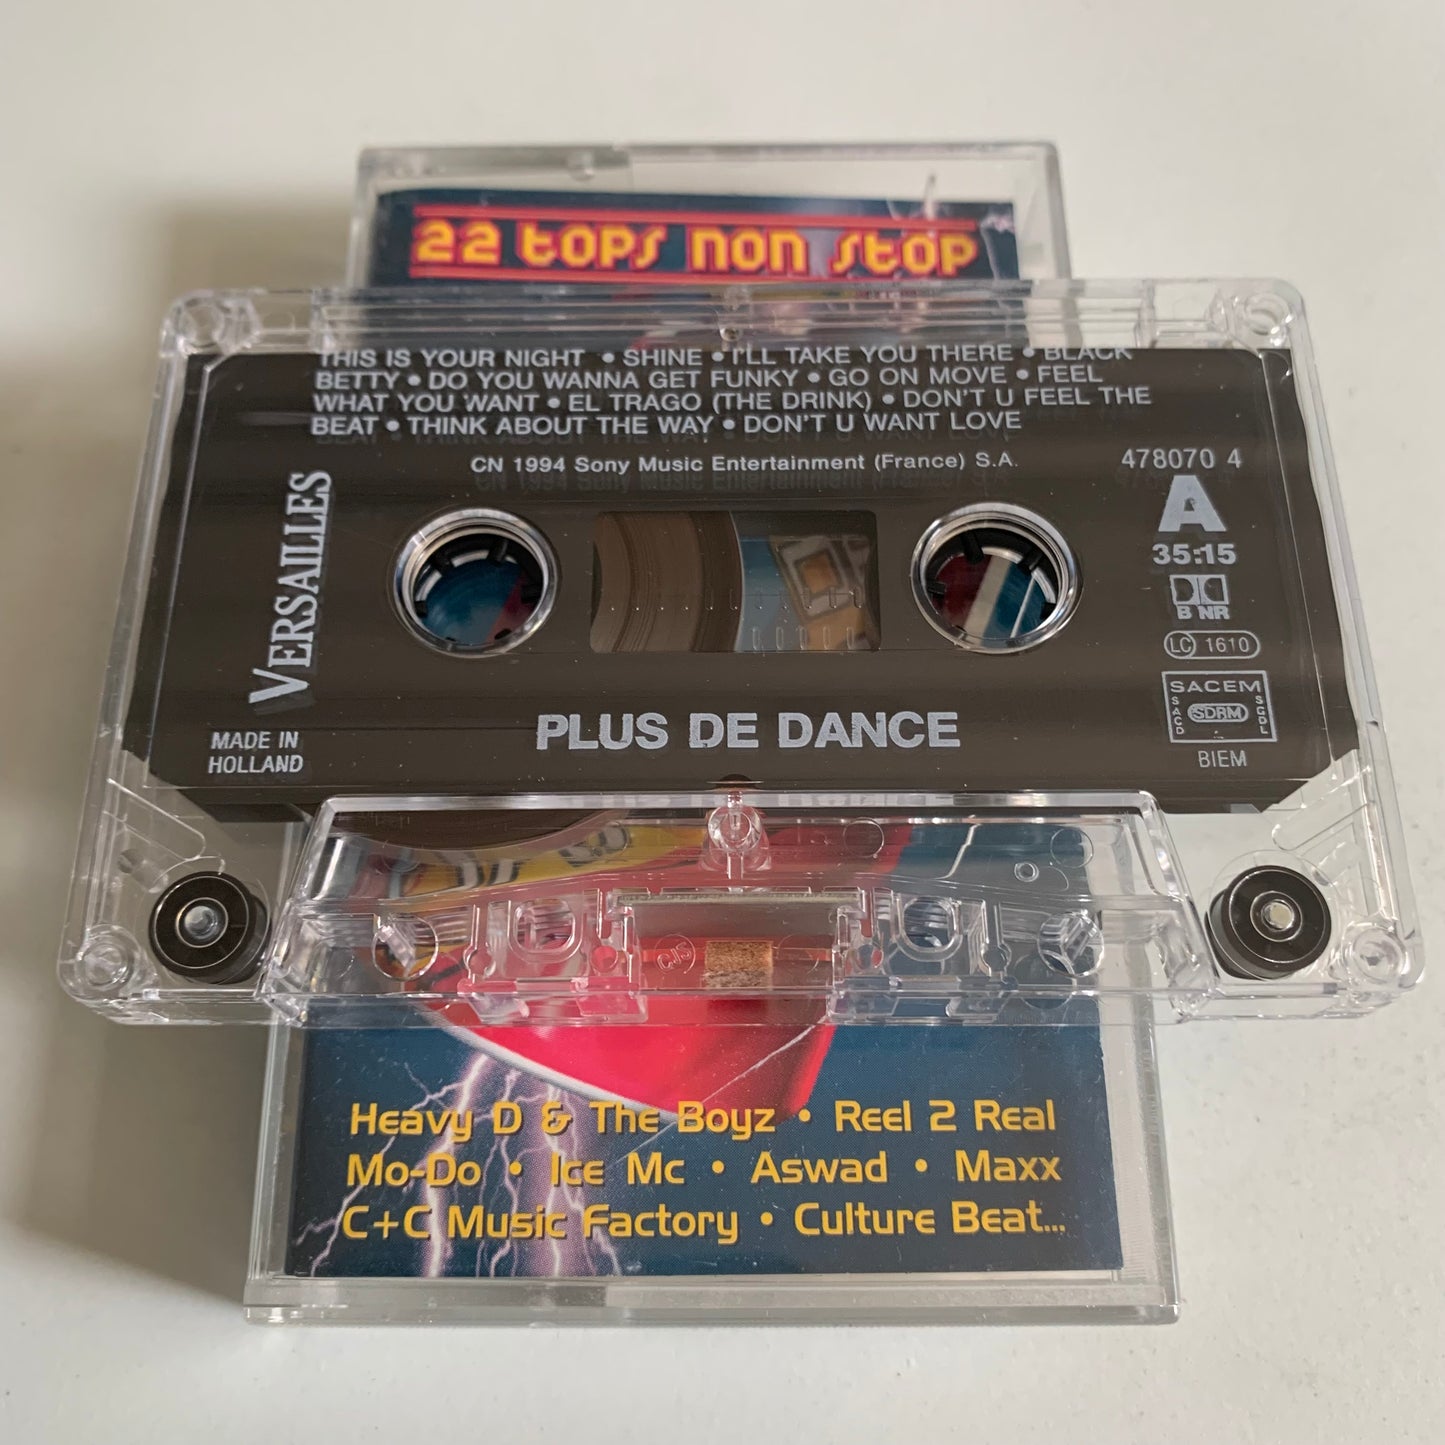 22 tops non stop
THIS IS YOUR NIGHT • SHINE • I'LL TAKE YOU THERE • BLACK
BETTY • DO YOU WANNA GET FUNKY • GO ON MOVE • FEEL
WHAT YOU WANT • EL TRAGO (THE DRINK) • DON'T U FEEL THE
BEAT • THINK ABOUT THE WAY • DON'T U WANT LOVE
CN 1994 Sony Music Entertainment (France) S.A.
478070 4
A
35:15
B NR
LC 1610
SACEM
SACD
SDRM
SGDL
BIEM
VERSAILLES
MADE IN
HOLLAND
PLUS DE DANCE
CJS
Heavy D & The Boyz • Reel 2 Real
Mo-Do • Ice Mc • Aswad • Maxx
C+C Music Factory • Culture Beat...